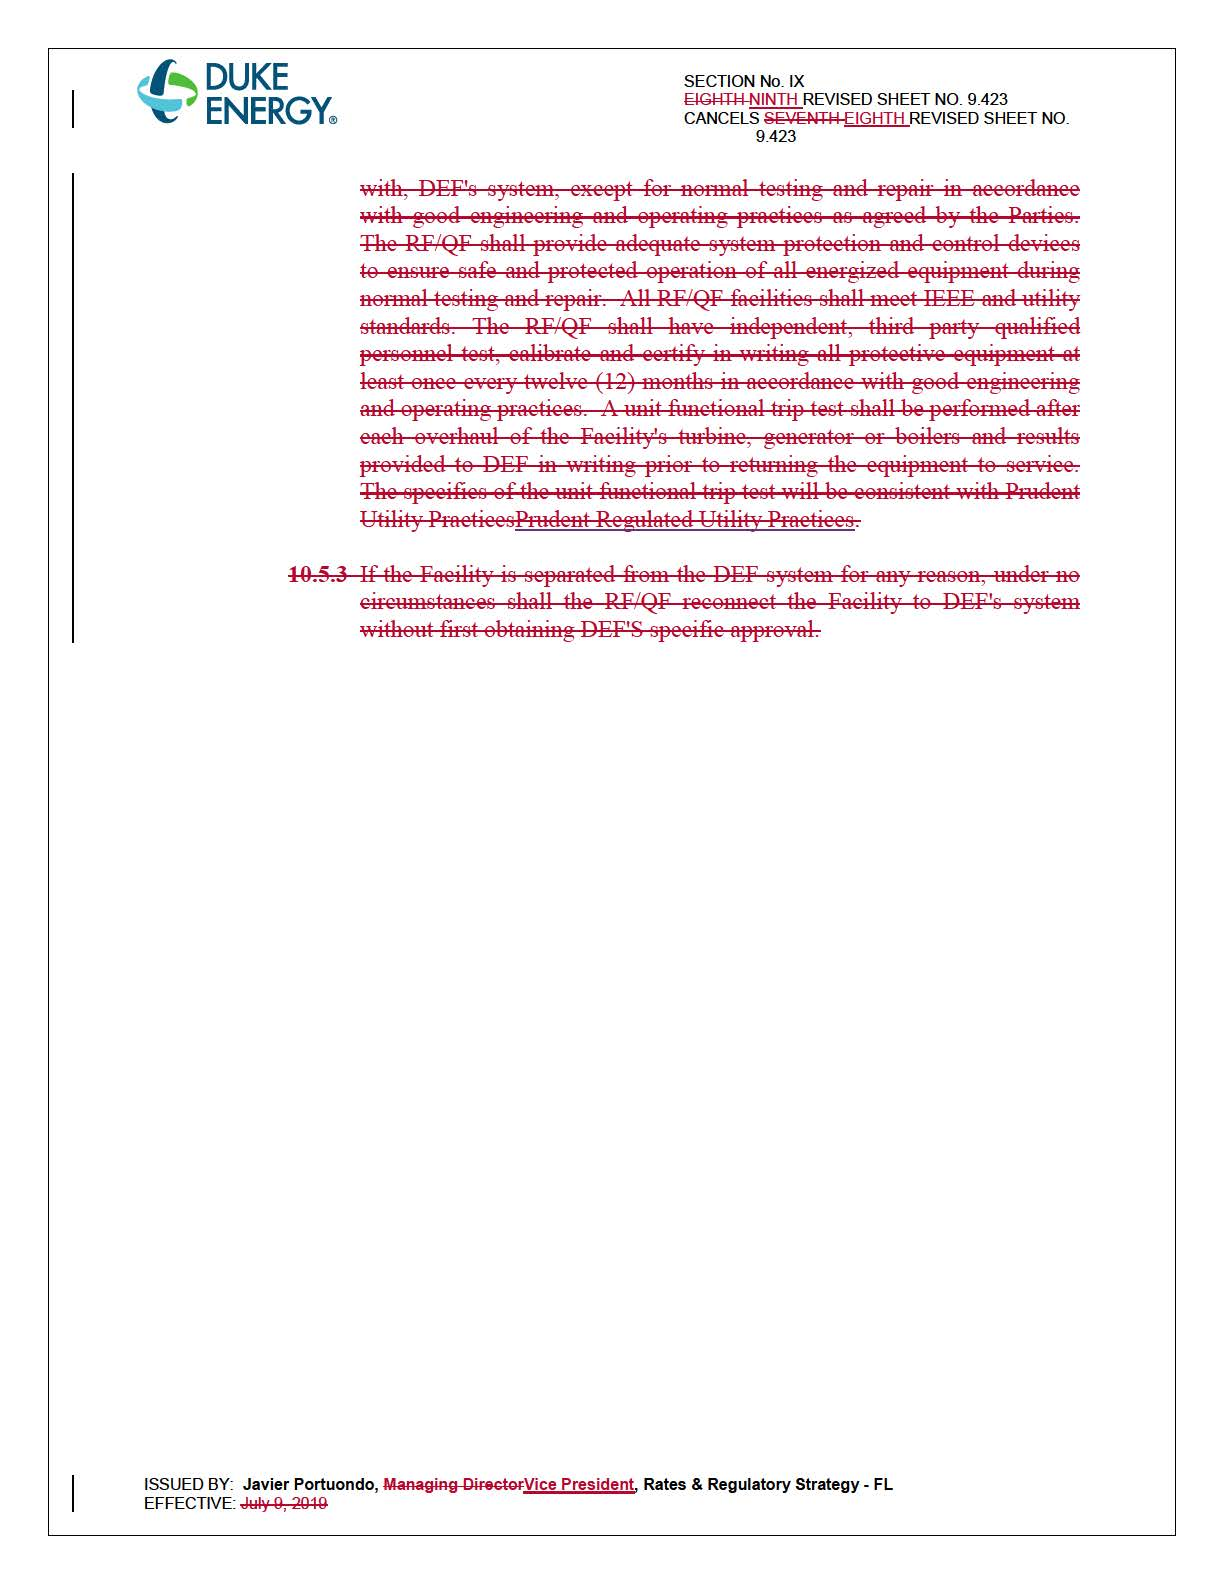 DUKE
ENERGY®
SECTION No. IX
EIGHTH NINTH REVISED SHEET NO. 9.423
CANCELS SEVENTH EIGHTH REVISED SHEET NO.
9.423
with, DEF's system, except for normal testing and repair in accordance
with good engineering and operating practices as agreed by the Parties.
The RF/QF shall provide adequate system protection and control devices
to ensure safe and protected operation of all energized equipment during
normal testing and repair. All RF/QF facilities shall meet IEEE and utility
standards. The RF/QF shall have independent, third party qualified
personnel test, calibrate and certify in writing all protective equipment at
least once every twelve (12) months in accordance with good engineering
and operating practices. A unit functional trip test shall be performed after
each overhaul of the Facility's turbine, generator or boilers and results
provided to DEF in writing prior to returning the equipment to service.
The specifics of the unit functional trip test will be consistent with Prudent
Utility PracticesPrudent Regulated Utility Practices.
10.5.3 If the Facility is separated from the DEF system for any reason, under no
circumstances shall the RF/QF reconnect the Facility to DEF's system
without first obtaining DEF'S specific approval.
ISSUED BY: Javier Portuondo, Managing DirectorVice President, Rates & Regulatory Strategy - FL
EFFECTIVE: July 9, 2019